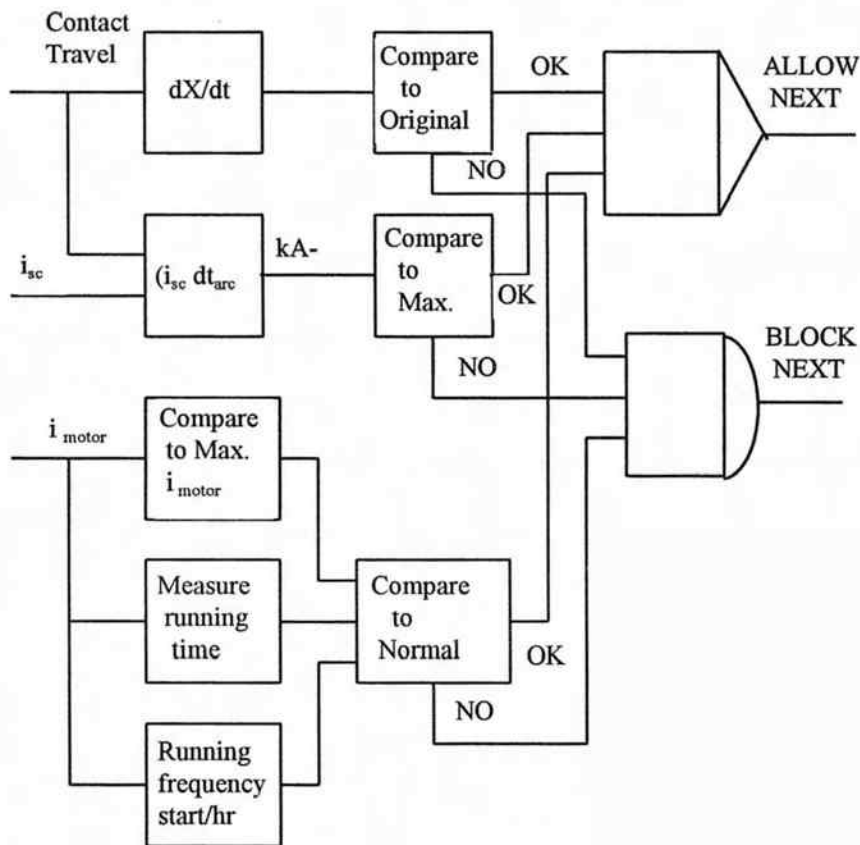 Contact
Travel
dX/dt
Compare
to
Original
OK
NO
ALLOW
NEXT
i_sc
(i_sc dt_arc
kA-
Compare
to
Max.
OK
NO
BLOCK
NEXT
i motor
Compare
to Max.
i motor
Measure
running
time
Compare
to
Normal
OK
NO
Running
frequency
start/hr